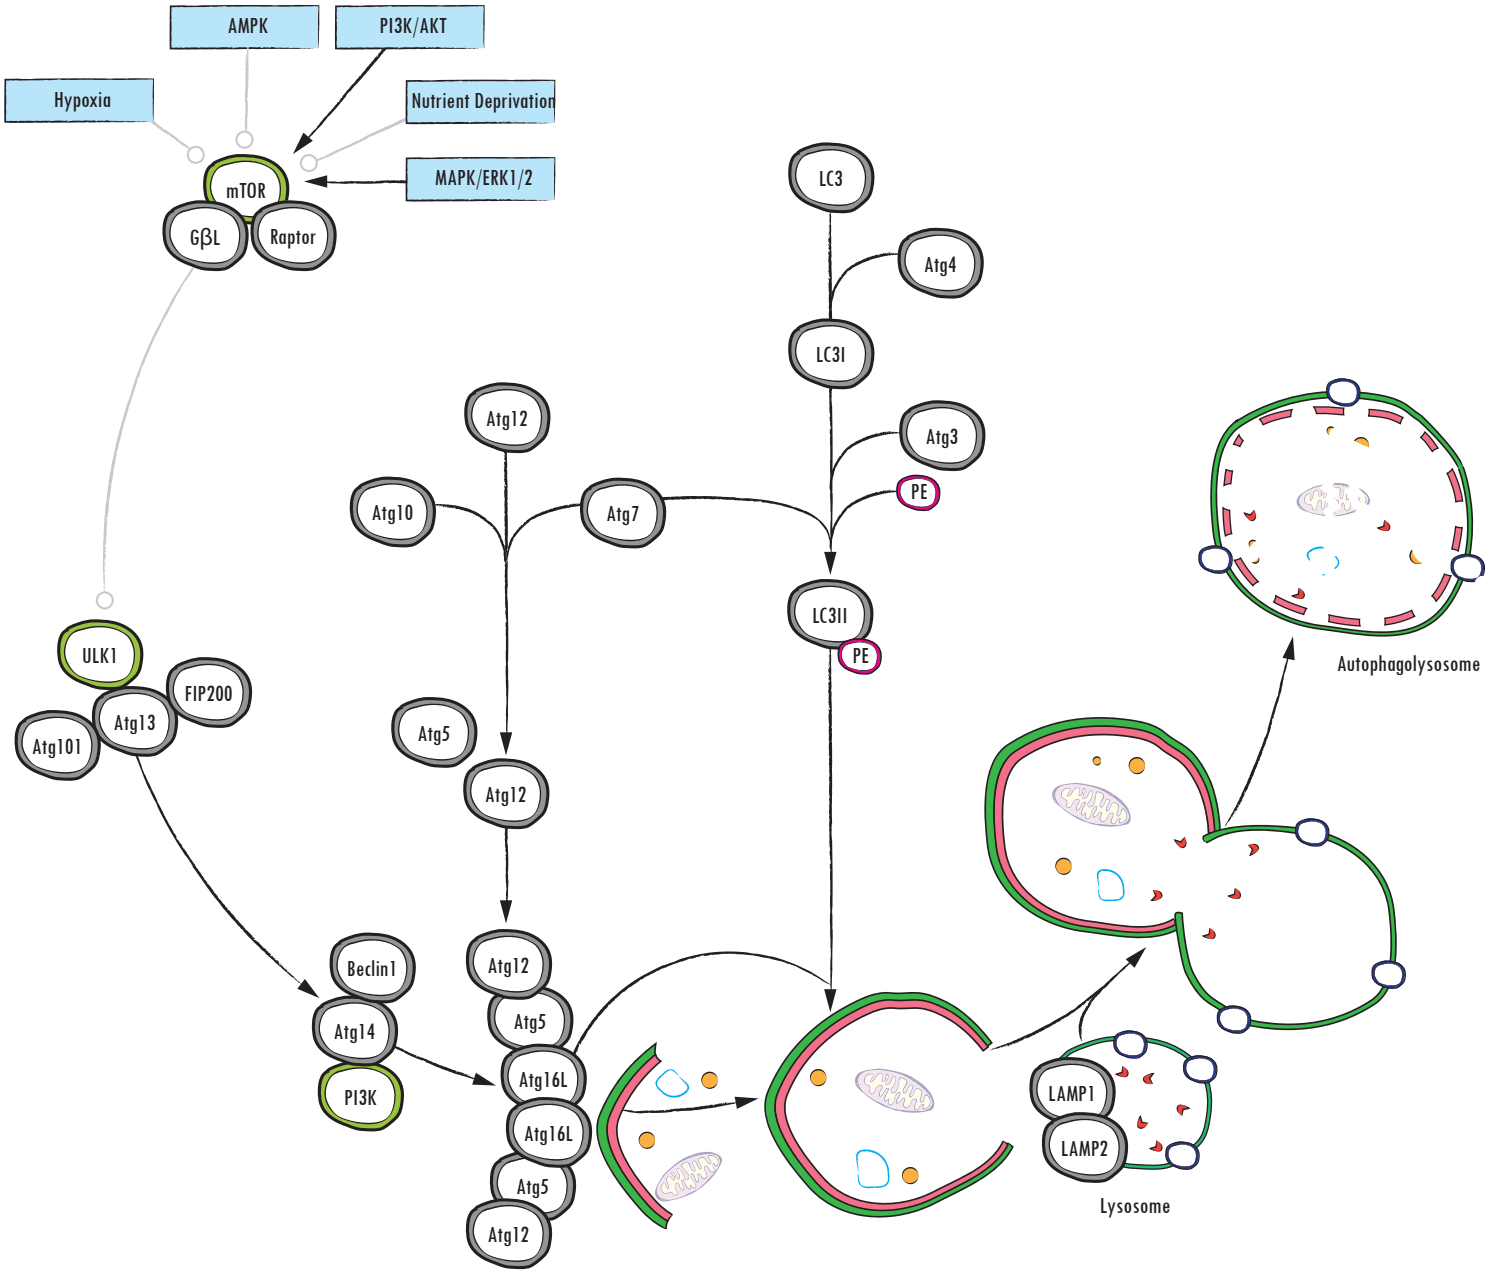 AMPK
PI3K/AKT
Hypoxia
Nutrient Deprivation
MAPK/ERK1/2
mTOR
GβL
Raptor
LC3
Atg4
LC3I
Atg12
Atg3
PE
Atg10
Atg7
LC3II
PE
ULK1
FIP200
Atg13
Atg101
Atg5
Atg12
Autophagolysosome
Beclin1
Atg14
PI3K
Atg12
Atg5
Atg16L
Atg16L
Atg5
Atg12
LAMP1
LAMP2
Lysosome